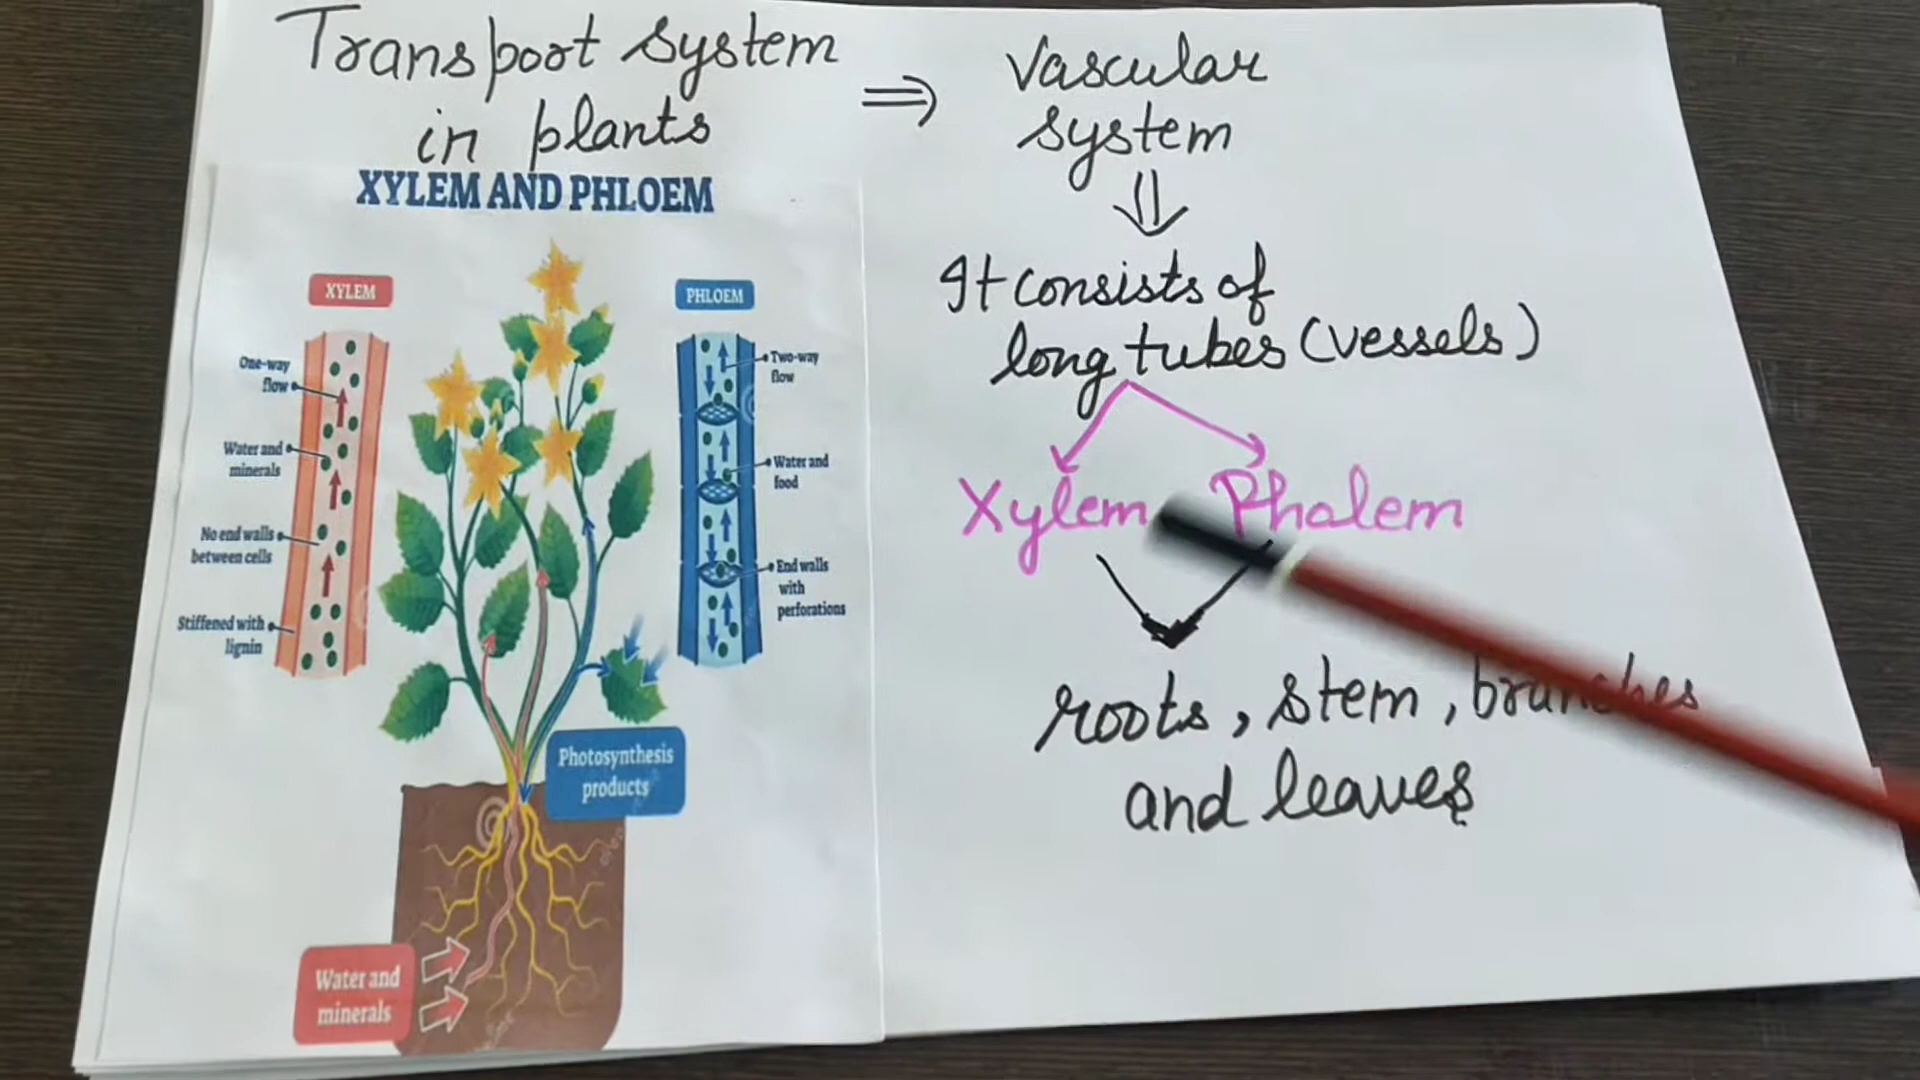 Transport system
in plants
⇒ Vascular
system
It consists of
long tubes (vessels)
Xylem Phalem
roots, stem, branches
and leaves
XYLEM AND PHLOEM
XYLEM
One-way
flow
Water and
minerals
No end walls
between cells
Stiffened with
lignin
PHLOEM
Two-way
flow
Water and
food
End walls
with
perforations
Photosynthesis
products
Water and
minerals